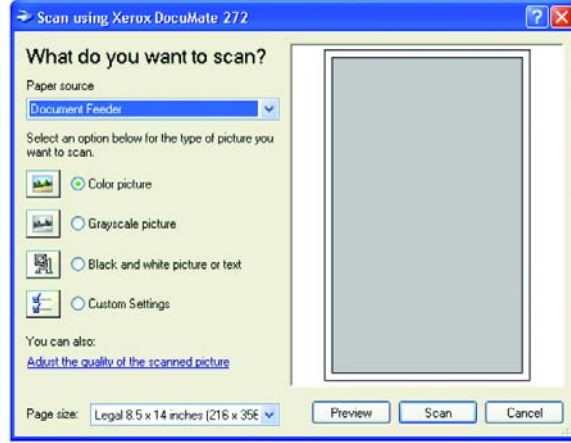 Scan using Xerox DocuMate 272
What do you want to scan?
Paper source
Document Feeder
Select an option below for the type of picture you
want to scan.
Color picture
Grayscale picture
Black and white picture or text
Custom Settings
You can also:
Adjust the quality of the scanned picture
Page size: Legal 8.5 x 14 inches (216 x 356
Preview Scan Cancel